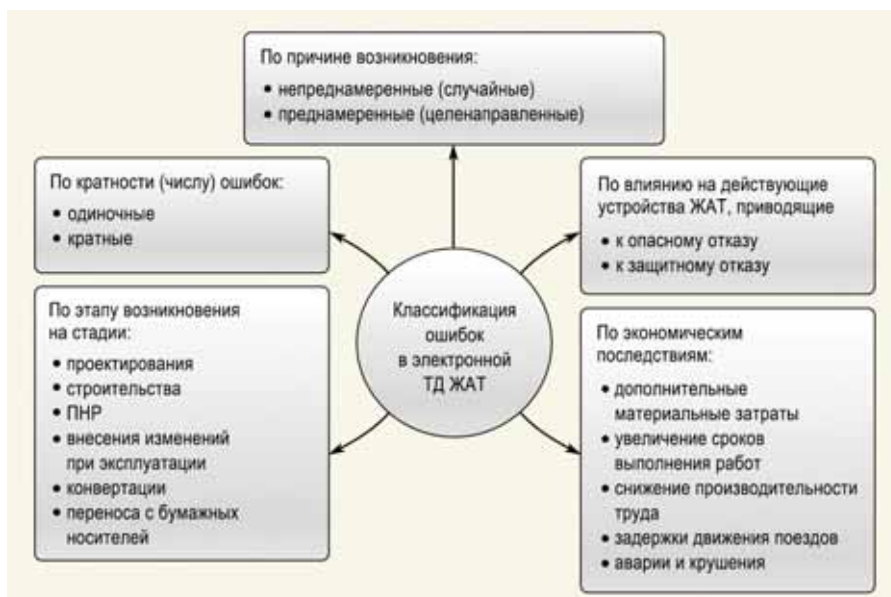 По причине возникновения:
• непреднамеренные (случайные)
• преднамеренные (целенаправленные)
По кратности (числу) ошибок:
• одиночные
• кратные
По влиянию на действующие
устройства ЖАТ, приводящие
• к опасному отказу
• к защитному отказу
Классификация
ошибок
в электронной
ТД ЖАТ
По этапу возникновения
на стадии:
• проектирования
• строительства
• ПНР
• внесения изменений
при эксплуатации
• конвертации
• переноса с бумажных
носителей
По экономическим
последствиям:
• дополнительные
материальные затраты
• увеличение сроков
выполнения работ
• снижение производительности
труда
• задержки движения поездов
• аварии и крушения